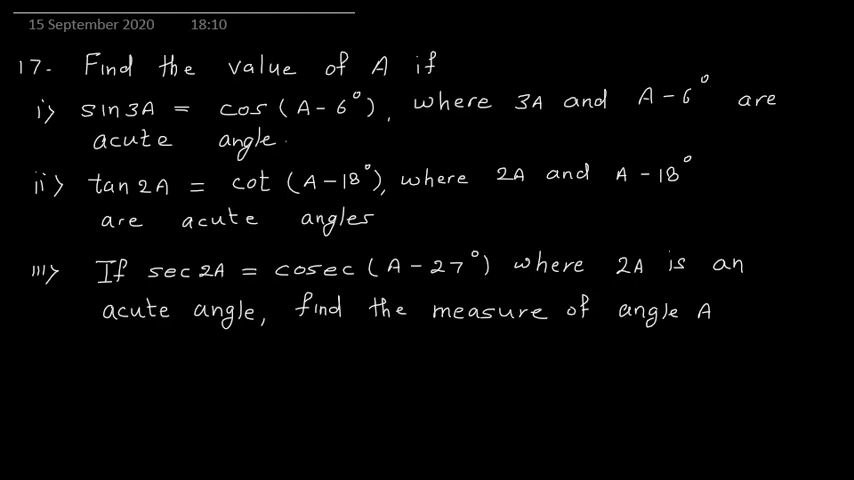 15 September 2020 18:10
17. Find the value of A if
i> sin 3A = cos (A - 6°), where 3A and A - 6° are
acute angle.
ii> tan 2A = cot (A - 18°), where 2A and A - 18°
are acute angles
iii> If sec 2A = cosec (A - 27°) where 2A is an
acute angle, find the measure of angle A